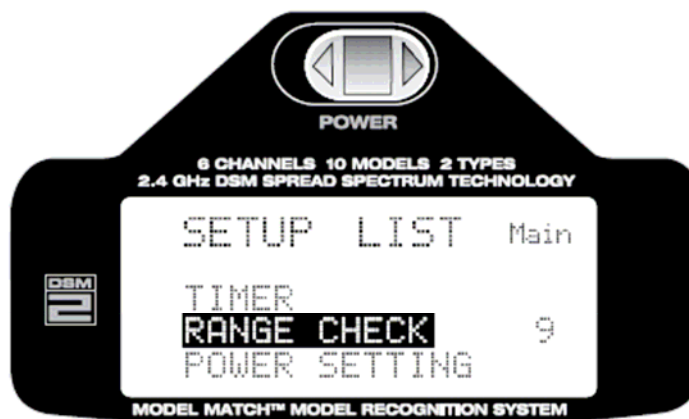 POWER
6 CHANNELS 10 MODELS 2 TYPES
2.4 GHz DSM SPREAD SPECTRUM TECHNOLOGY
SETUP LIST Main
DSM
2
TIMER
RANGE CHECK 9
POWER SETTING
MODEL MATCH™ MODEL RECOGNITION SYSTEM